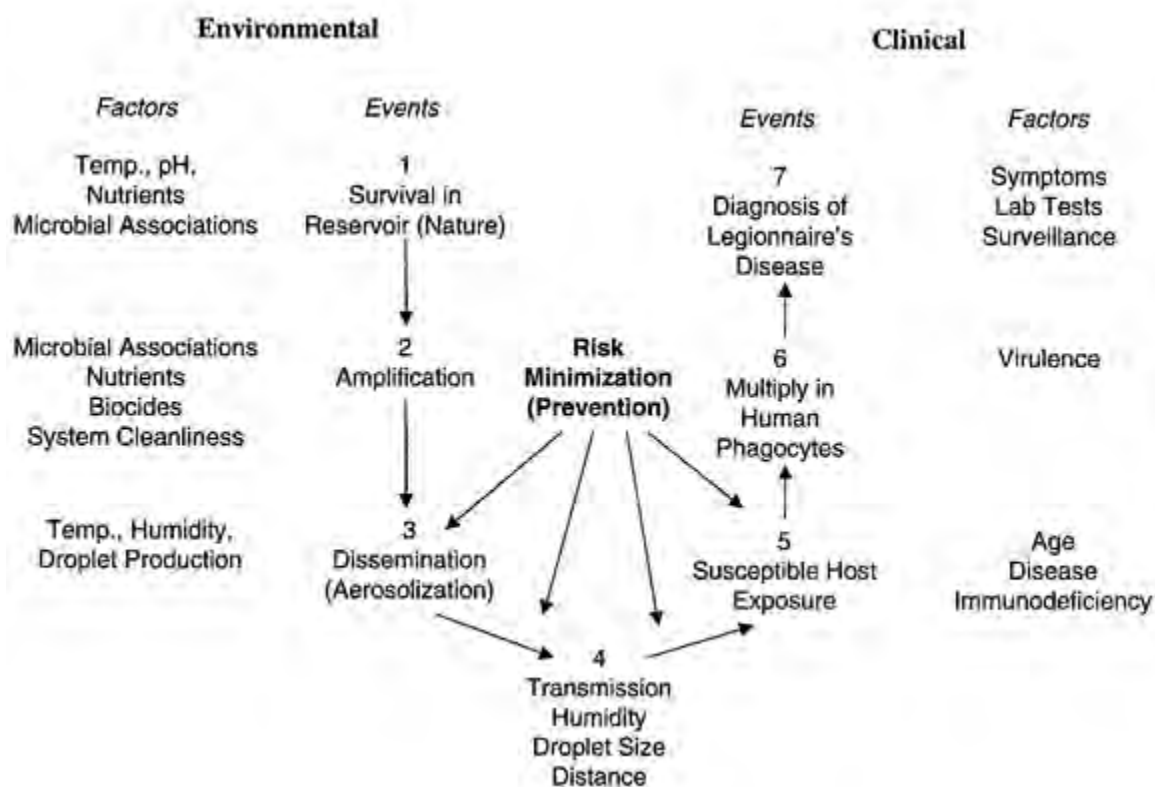 Environmental
Clinical
Factors
Events
Events
Factors
Temp., pH,
Nutrients
Microbial Associations
1
Survival in
Reservoir (Nature)
7
Diagnosis of
Legionnaire's
Disease
Symptoms
Lab Tests
Surveillance
Microbial Associations
Nutrients
Biocides
System Cleanliness
2
Amplification
Risk
Minimization
(Prevention)
6
Multiply in
Human
Phagocytes
Virulence
Temp., Humidity,
Droplet Production
3
Dissemination
(Aerosolization)
5
Susceptible Host
Exposure
Age
Disease
Immunodeficiency
4
Transmission
Humidity
Droplet Size
Distance